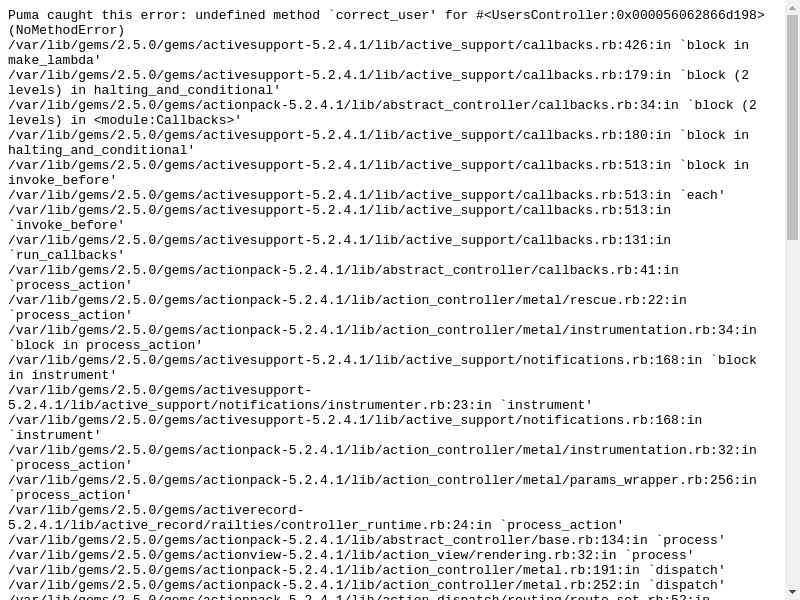 Puma caught this error: undefined method `correct_user' for #<UsersController:0x000056062866d198>
(NoMethodError)
/var/lib/gems/2.5.0/gems/activesupport-5.2.4.1/lib/active_support/callbacks.rb:426:in `block in
make_lambda'
/var/lib/gems/2.5.0/gems/activesupport-5.2.4.1/lib/active_support/callbacks.rb:179:in `block (2
levels) in halting_and_conditional'
/var/lib/gems/2.5.0/gems/actionpack-5.2.4.1/lib/abstract_controller/callbacks.rb:34:in `block (2
levels) in <module:Callbacks>'
/var/lib/gems/2.5.0/gems/activesupport-5.2.4.1/lib/active_support/callbacks.rb:180:in `block in
halting_and_conditional'
/var/lib/gems/2.5.0/gems/activesupport-5.2.4.1/lib/active_support/callbacks.rb:513:in `block in
invoke_before'
/var/lib/gems/2.5.0/gems/activesupport-5.2.4.1/lib/active_support/callbacks.rb:513:in `each'
/var/lib/gems/2.5.0/gems/activesupport-5.2.4.1/lib/active_support/callbacks.rb:513:in
`invoke_before'
/var/lib/gems/2.5.0/gems/activesupport-5.2.4.1/lib/active_support/callbacks.rb:131:in
`run_callbacks'
/var/lib/gems/2.5.0/gems/actionpack-5.2.4.1/lib/abstract_controller/callbacks.rb:41:in
`process_action'
/var/lib/gems/2.5.0/gems/actionpack-5.2.4.1/lib/action_controller/metal/rescue.rb:22:in
`process_action'
/var/lib/gems/2.5.0/gems/actionpack-5.2.4.1/lib/action_controller/metal/instrumentation.rb:34:in
`block in process_action'
/var/lib/gems/2.5.0/gems/activesupport-5.2.4.1/lib/active_support/notifications.rb:168:in `block
in instrument'
/var/lib/gems/2.5.0/gems/activesupport-
5.2.4.1/lib/active_support/notifications/instrumenter.rb:23:in `instrument'
/var/lib/gems/2.5.0/gems/activesupport-5.2.4.1/lib/active_support/notifications.rb:168:in
`instrument'
/var/lib/gems/2.5.0/gems/actionpack-5.2.4.1/lib/action_controller/metal/instrumentation.rb:32:in
`process_action'
/var/lib/gems/2.5.0/gems/actionpack-5.2.4.1/lib/action_controller/metal/params_wrapper.rb:256:in
`process_action'
/var/lib/gems/2.5.0/gems/activerecord-
5.2.4.1/lib/active_record/railties/controller_runtime.rb:24:in `process_action'
/var/lib/gems/2.5.0/gems/actionpack-5.2.4.1/lib/abstract_controller/base.rb:134:in `process'
/var/lib/gems/2.5.0/gems/actionview-5.2.4.1/lib/action_view/rendering.rb:32:in `process'
/var/lib/gems/2.5.0/gems/actionpack-5.2.4.1/lib/action_controller/metal.rb:191:in `dispatch'
/var/lib/gems/2.5.0/gems/actionpack-5.2.4.1/lib/action_controller/metal.rb:252:in `dispatch'
/var/lib/gems/2.5.0/gems/actionpack-5.2.4.1/lib/action_dispatch/routing/route_set.rb:52:in